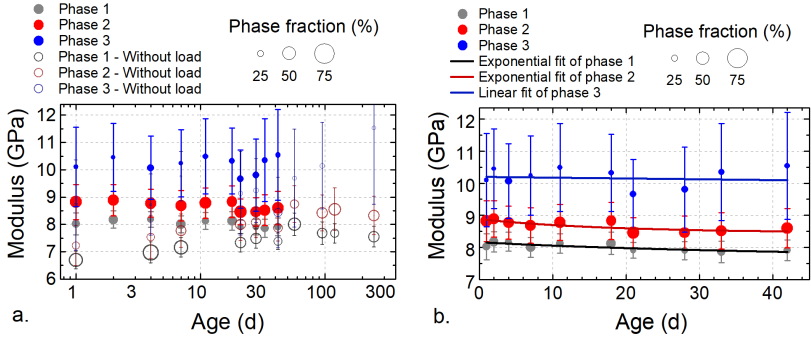 Phase 1
Phase 2
Phase 3
Phase 1 - Without load
Phase 2 - Without load
Phase 3 - Without load
Phase fraction (%)
25 50 75
Modulus (GPa)
12
11
10
9
8
7
6
1 3 10 30 100 300
Age (d)
a.
Phase 1
Phase 2
Phase 3
Exponential fit of phase 1
Exponential fit of phase 2
Linear fit of phase 3
Phase fraction (%)
25 50 75
Modulus (GPa)
12
11
10
9
8
7
0 10 20 30 40
Age (d)
b.